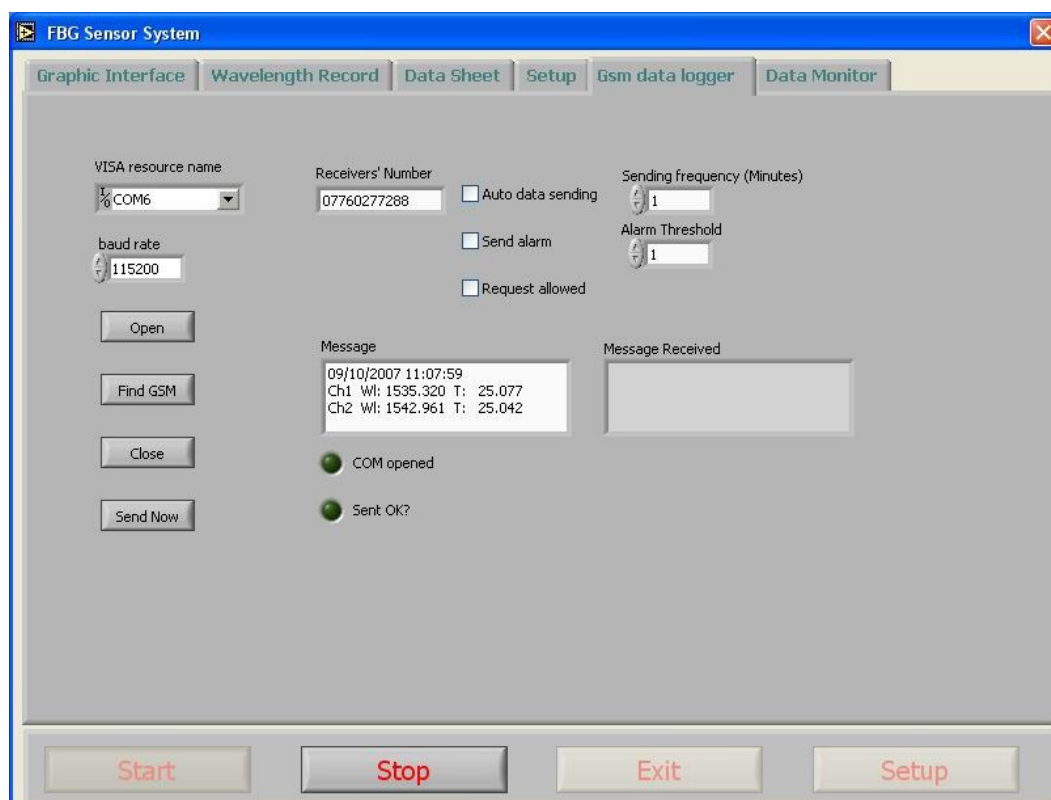 FBG Sensor System
Graphic Interface Wavelength Record Data Sheet Setup Gsm data logger Data Monitor
VISA resource name
I/O COM6
baud rate
115200
Open
Find GSM
Close
Send Now
Receivers' Number
07760277288
Auto data sending
Send alarm
Request allowed
Sending frequency (Minutes)
1
Alarm Threshold
1
Message
09/10/2007 11:07:59
Ch1 Wl: 1535.320 T: 25.077
Ch2 Wl: 1542.961 T: 25.042
Message Received
COM opened
Sent OK?
Start Stop Exit Setup